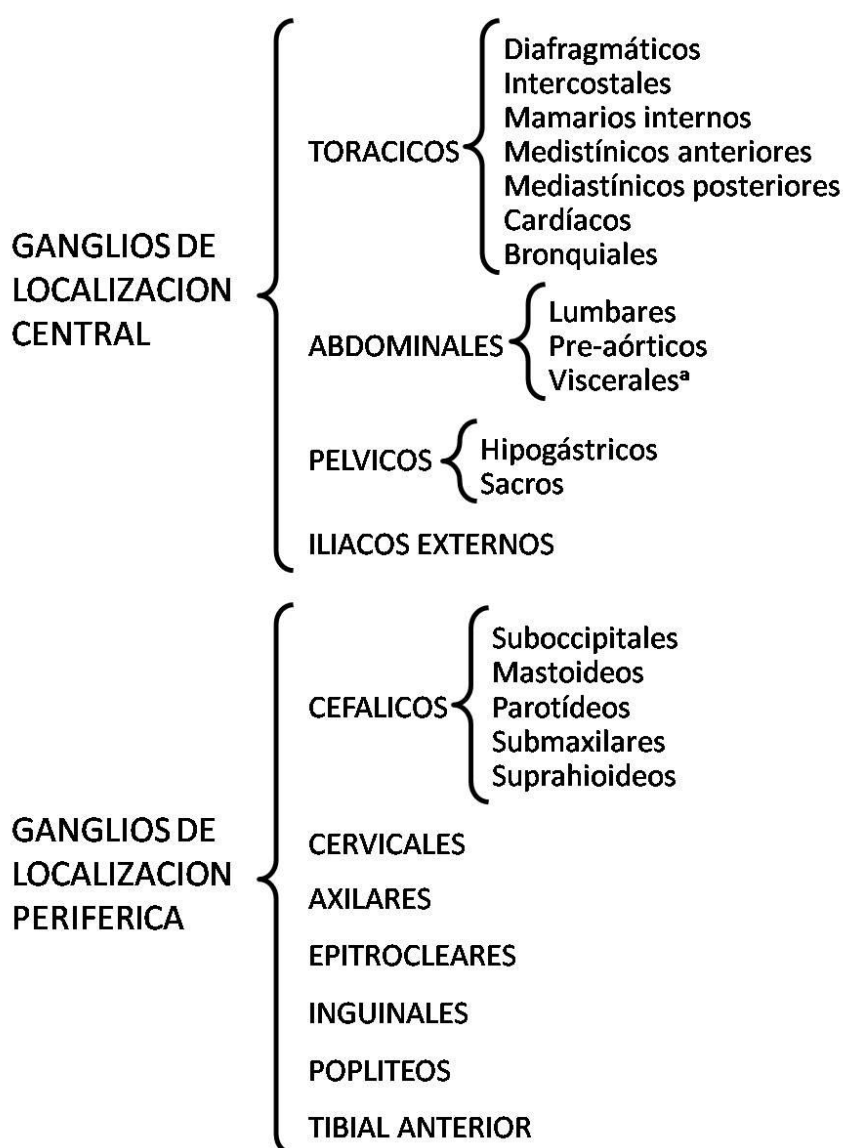 GANGLIOS DE
LOCALIZACION
CENTRAL
TORACICOS
Diafragmáticos
Intercostales
Mamarios internos
Medistínicos anteriores
Mediastínicos posteriores
Cardíacos
Bronquiales
ABDOMINALES
Lumbares
Pre-aórticos
Visceralesª
PELVICOS
Hipogástricos
Sacros
ILIACOS EXTERNOS
GANGLIOS DE
LOCALIZACION
PERIFERICA
CEFALICOS
Suboccipitales
Mastoideos
Parotídeos
Submaxilares
Suprahioideos
CERVICALES
AXILARES
EPITROCLEARES
INGUINALES
POPLITEOS
TIBIAL ANTERIOR